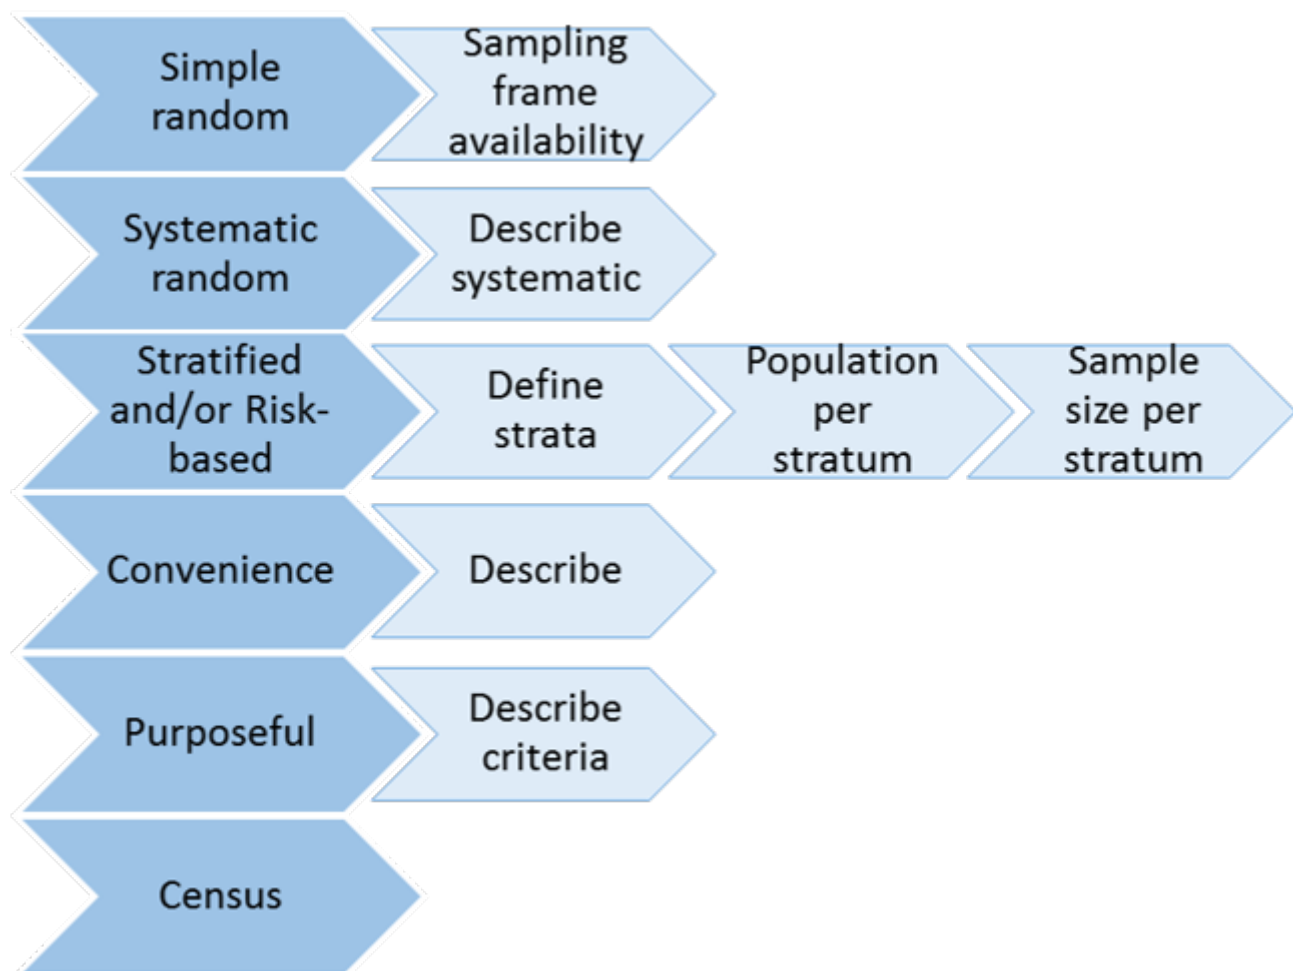 Simple
random
Sampling
frame
availability
Systematic
random
Describe
systematic
Stratified
and/or Risk-
based
Define
strata
Population
per
stratum
Sample
size per
stratum
Convenience
Describe
Purposeful
Describe
criteria
Census